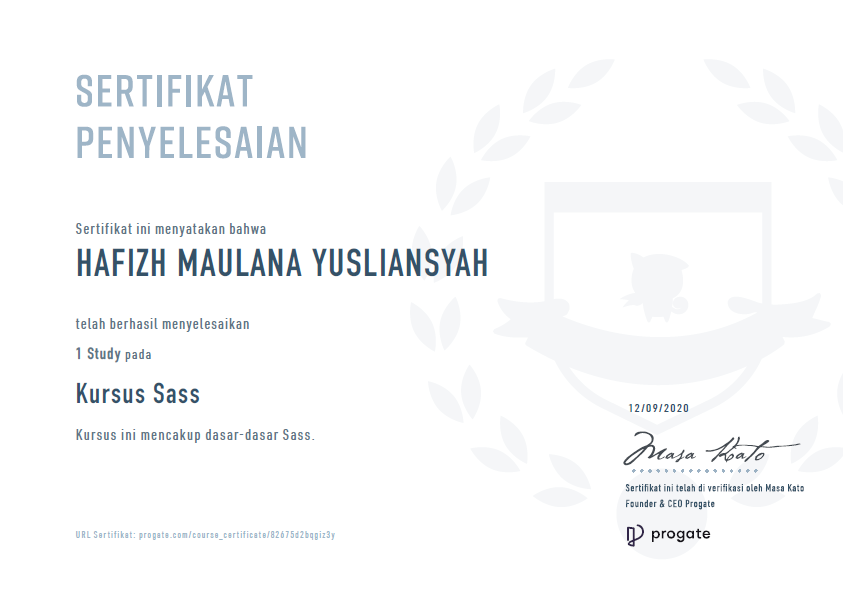 SERTIFIKAT
PENYELESAIAN
Sertifikat ini menyatakan bahwa
HAFIZH MAULANA YUSLIANSYAH
telah berhasil menyelesaikan
1 Study pada
Kursus Sass
Kursus ini mencakup dasar-dasar Sass.
12/09/2020
Masa Kato
Sertifikat ini telah di verifikasi oleh Masa Kato
Founder & CEO Progate
progate
URL Sertifikat: progate.com/course_certificate/82675d2bqgiz3y